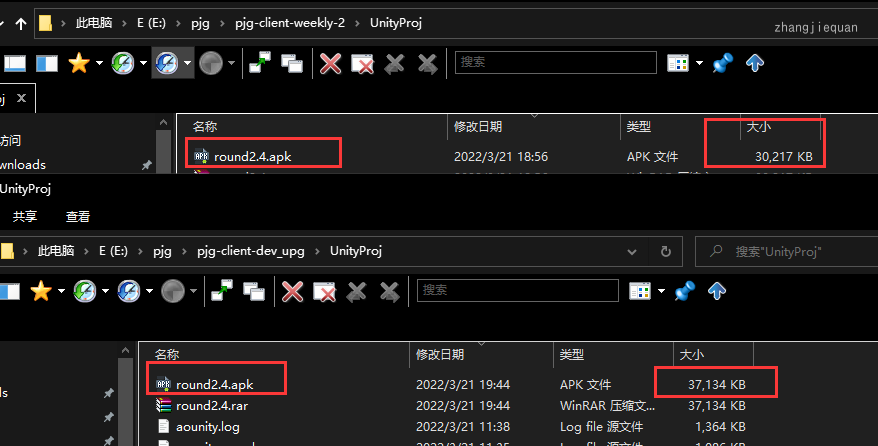 此电脑 > E (E:) > pjg > pjg-client-weekly-2 > UnityProj
zhangjiequan
搜索
oj X
名称 修改日期 类型 大小
访问
round2.4.apk 2022/3/21 18:56 APK 文件 30,217 KB
wnloads
UnityProj
共享 查看
此电脑 > E (E:) > pjg > pjg-client-dev_upg > UnityProj
搜索"UnityProj"
搜索
名称 修改日期 类型 大小
round2.4.apk 2022/3/21 19:44 APK 文件 37,134 KB
ds
round2.4.rar 2022/3/21 19:44 WinRAR 压缩文... 37,134 KB
aounity.log 2022/3/21 11:38 Log file 源文件 1,364 KB